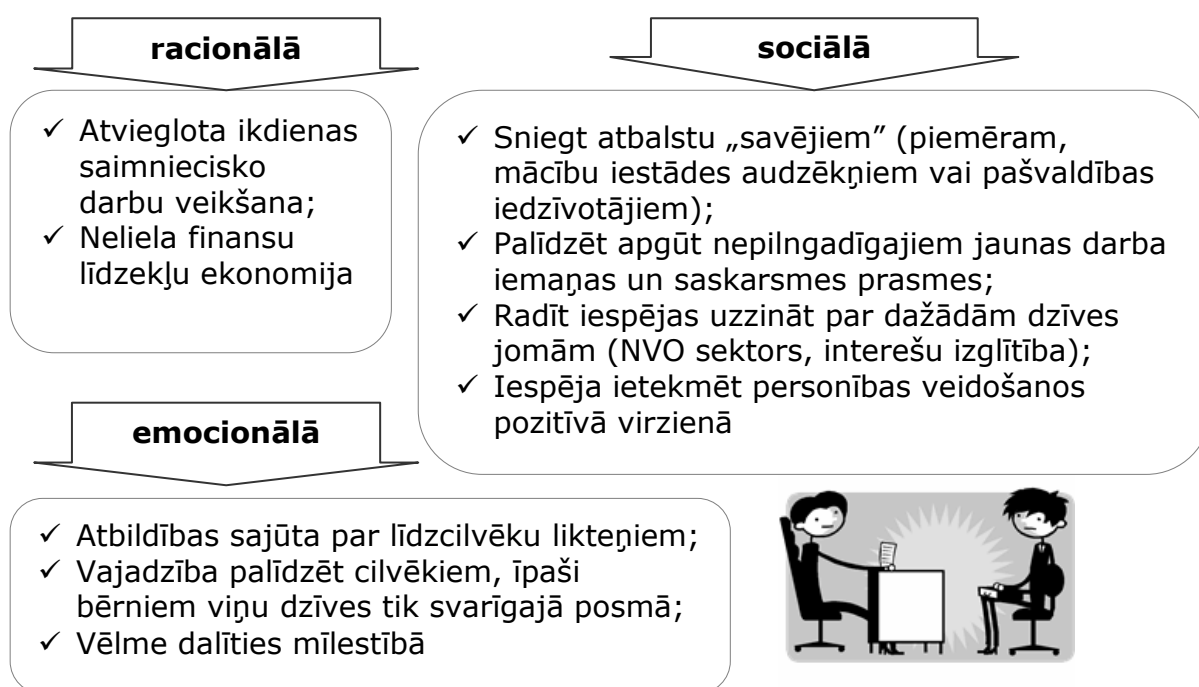 racionālā
✓ Atvieglota ikdienas
saimniecisko
darbu veikšana;
✓ Neliela finansu
līdzekļu ekonomija
sociālā
✓ Sniegt atbalstu „savējiem” (piemēram,
mācību iestādes audzēkņiem vai pašvaldības
iedzīvotājiem);
✓ Palīdzēt apgūt nepilngadīgajiem jaunas darba
iemaņas un saskarsmes prasmes;
✓ Radīt iespējas uzzināt par dažādām dzīves
jomām (NVO sektors, interešu izglītība);
✓ Iespēja ietekmēt personības veidošanos
pozitīvā virzienā
emocionālā
✓ Atbildības sajūta par līdzcilvēku likteņiem;
✓ Vajadzība palīdzēt cilvēkiem, īpaši
bērniem viņu dzīves tik svarīgajā posmā;
✓ Vēlme dalīties mīlestībā